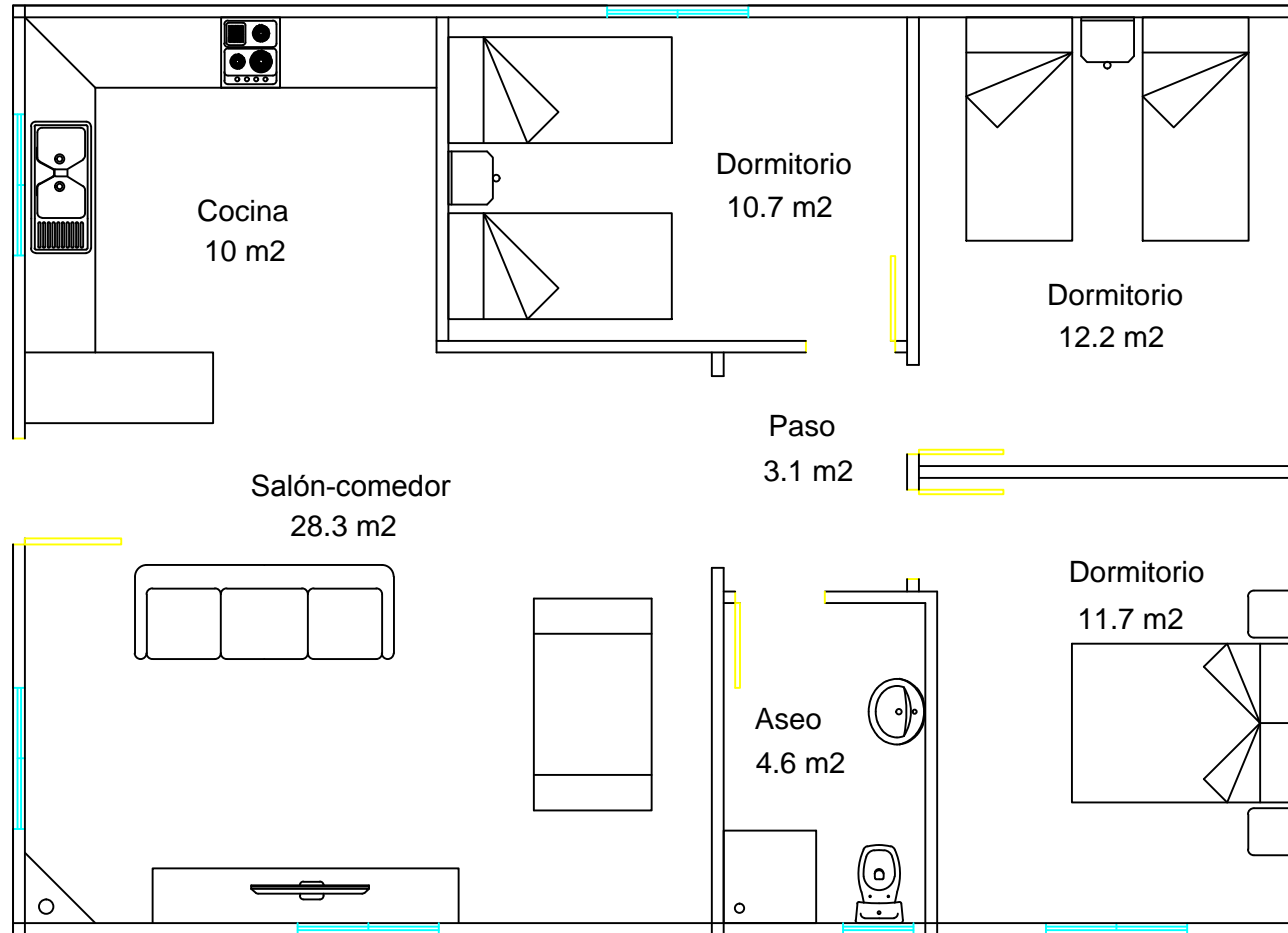 Dormitorio
10.7 m2
Cocina
10 m2
Dormitorio
12.2 m2
Paso
3.1 m2
Salón-comedor
28.3 m2
Dormitorio
11.7 m2
Aseo
4.6 m2